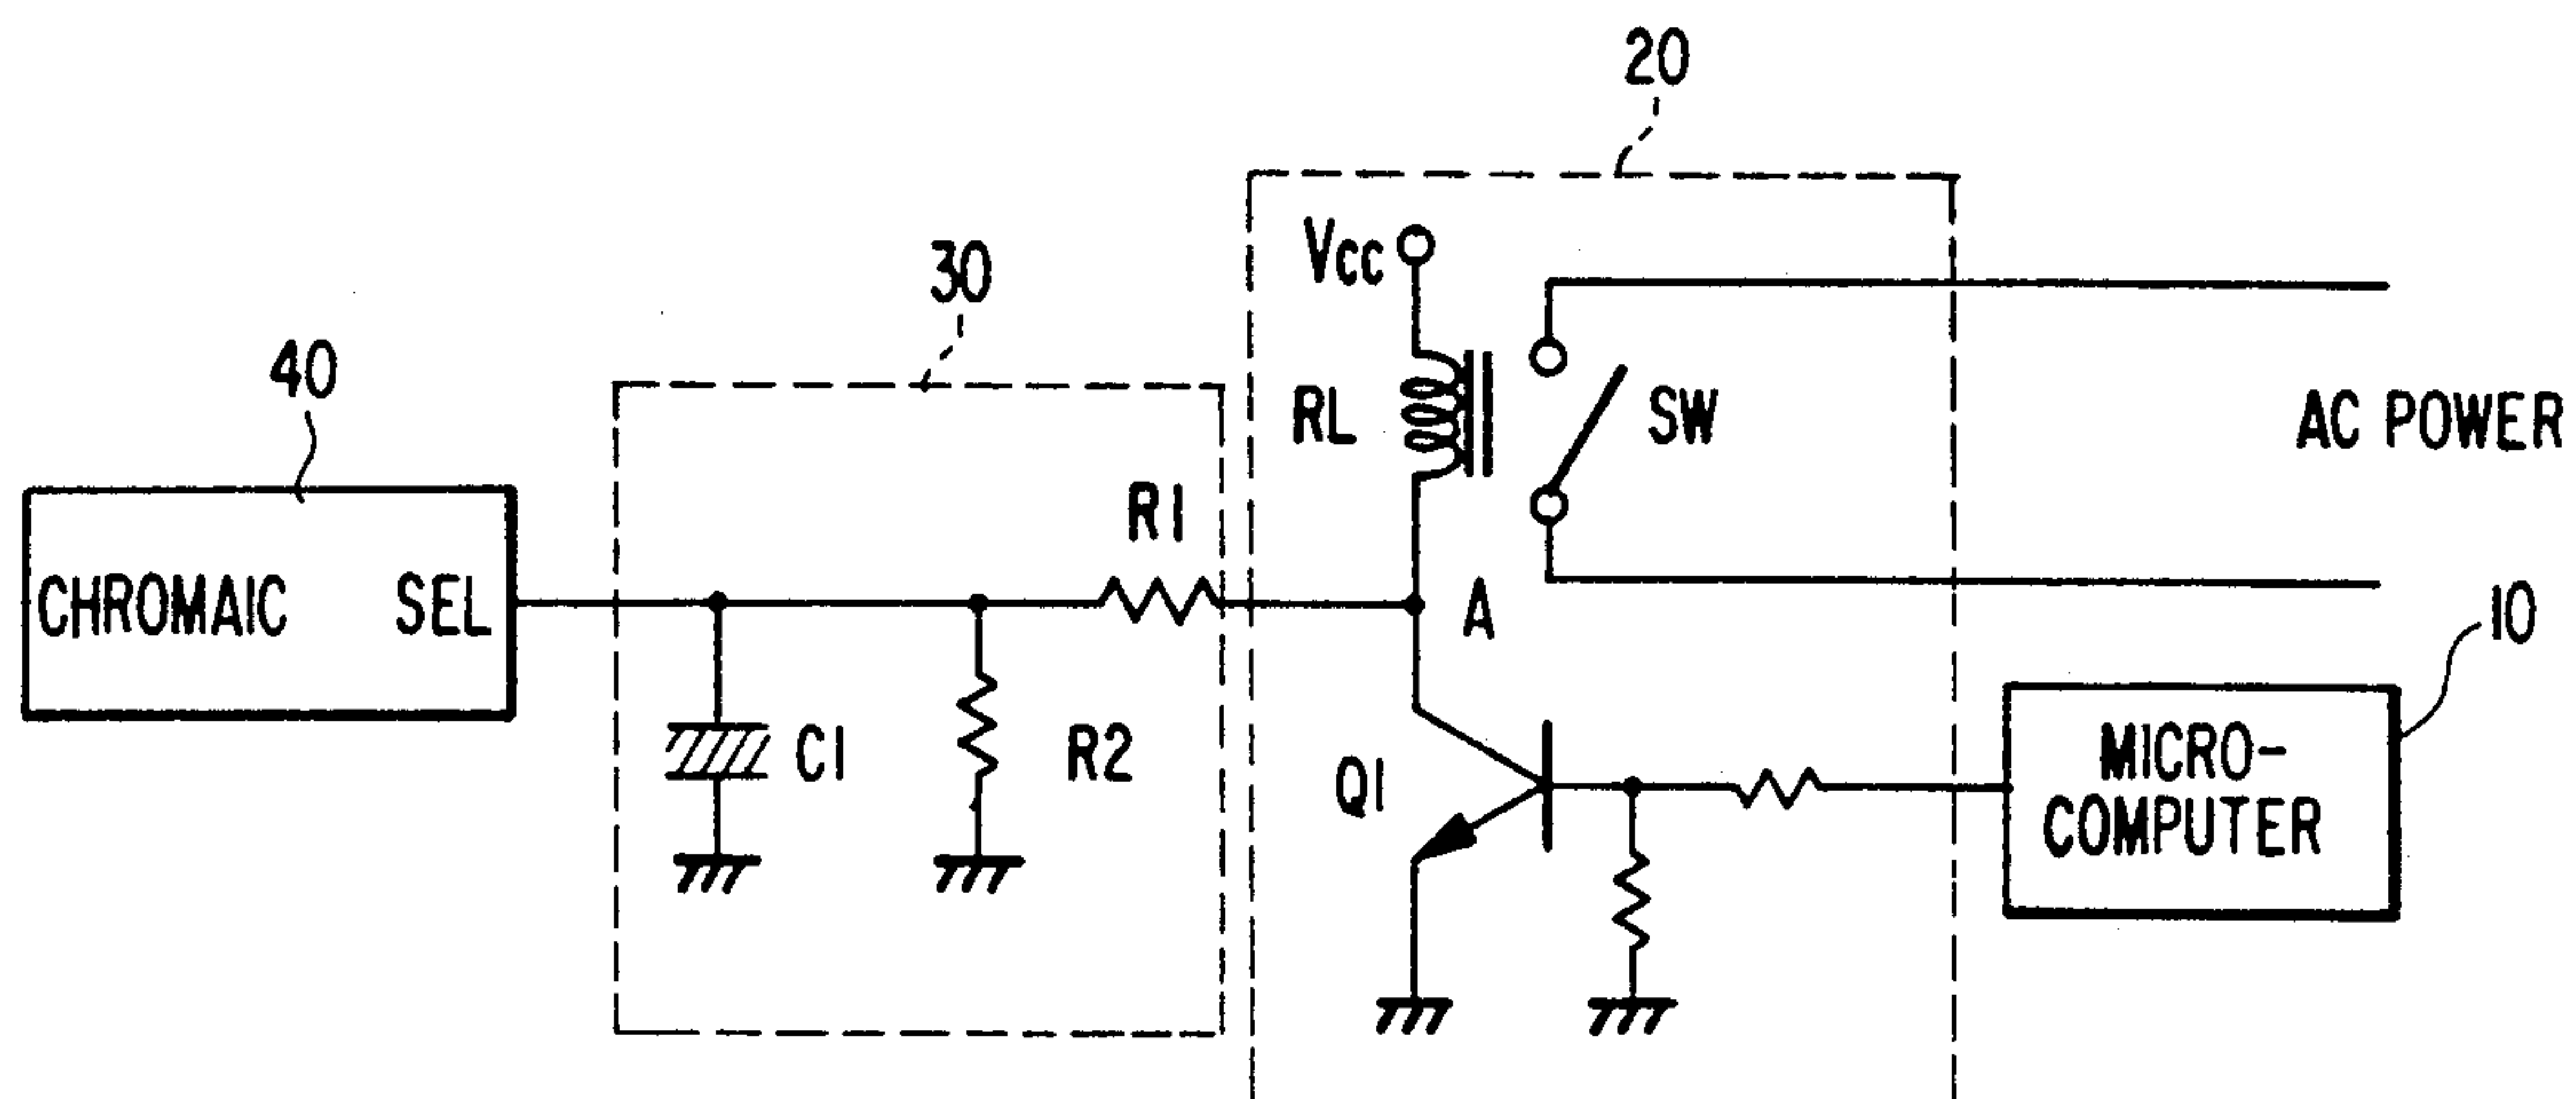 20
30
Vcc
40
RL
SW
AC POWER
R1
CHROMAIC SEL
A
10
C1
R2
Q1
MICRO-
COMPUTER